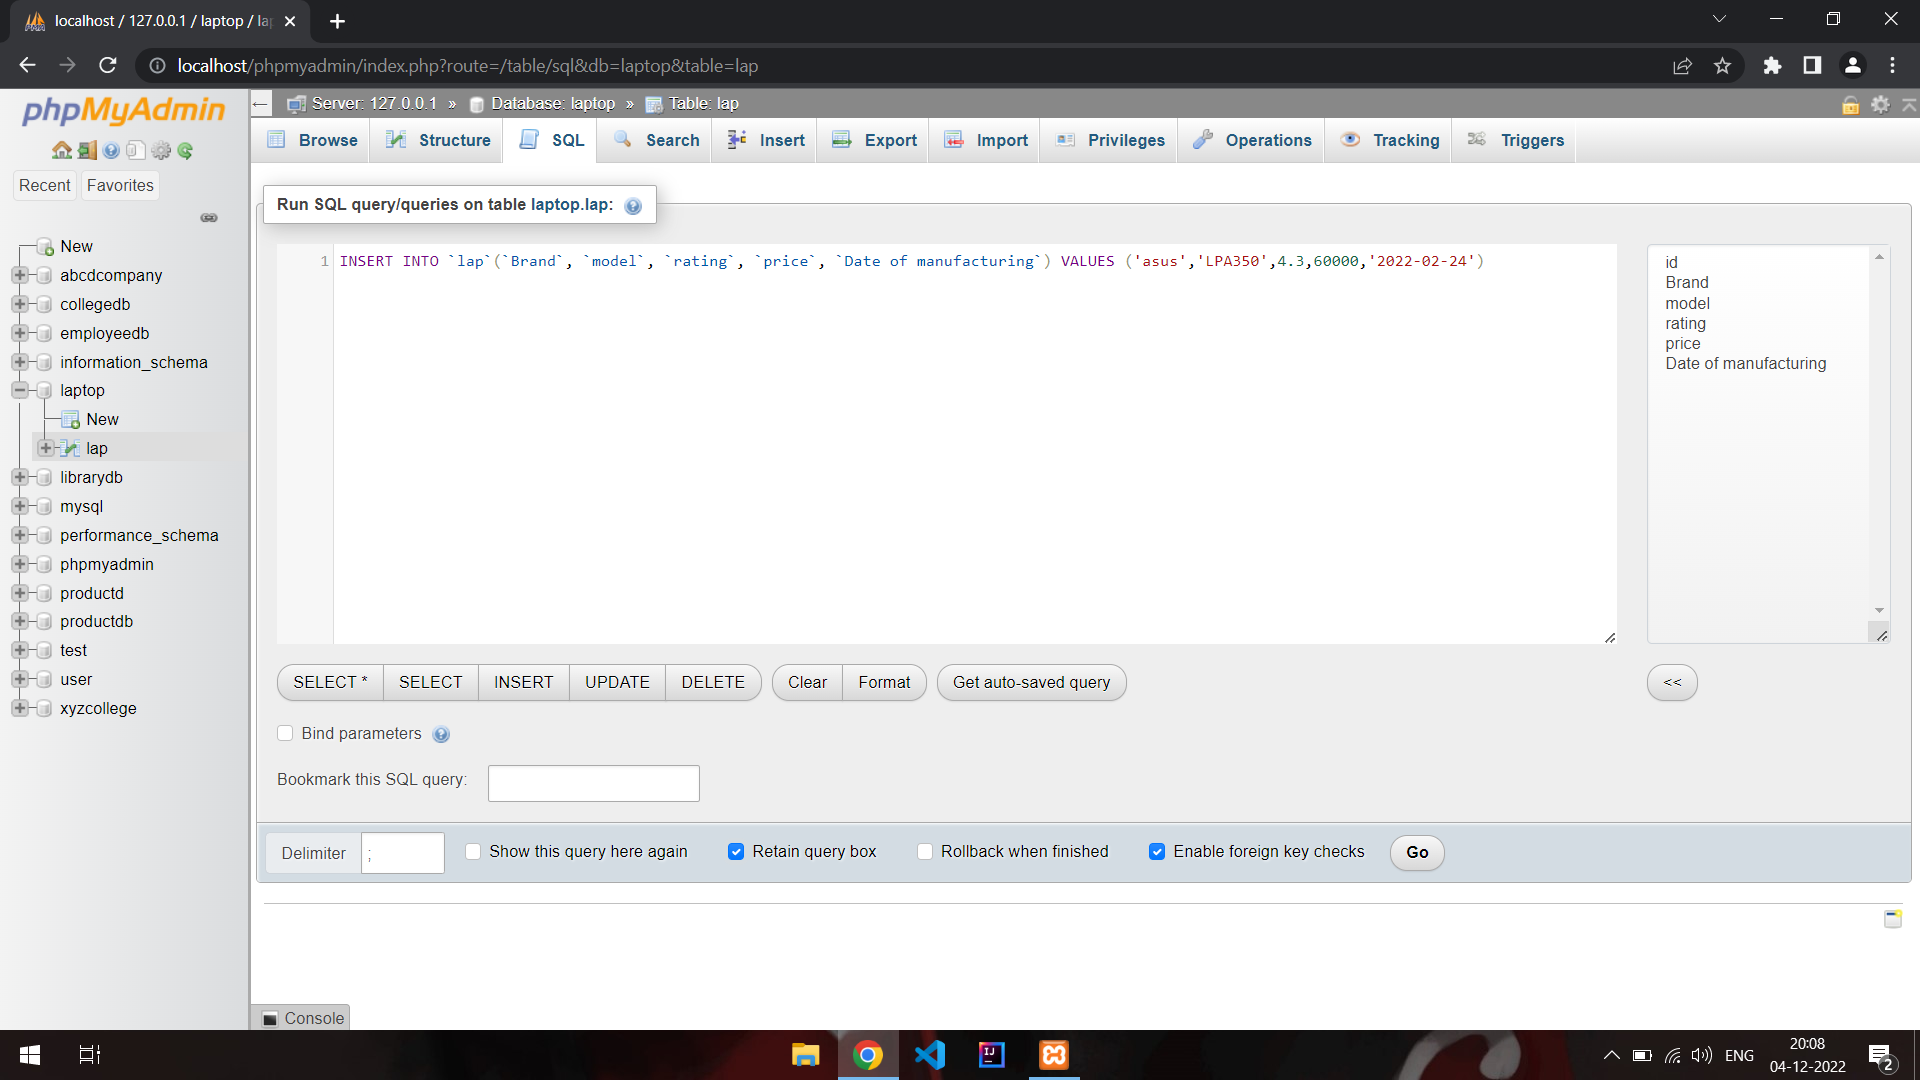 localhost / 127.0.0.1 / laptop / la
localhost/phpmyadmin/index.php?route=/table/sql&db=laptop&table=lap
phpMyAdmin
Recent
Favorites
New
abcdcompany
collegedb
employeedb
information_schema
laptop
New
lap
librarydb
mysql
performance_schema
phpmyadmin
productd
productdb
test
user
xyzcollege
Server: 127.0.0.1 » Database: laptop » Table: lap
Browse
Structure
SQL
Search
Insert
Export
Import
Privileges
Operations
Tracking
Triggers
Run SQL query/queries on table laptop.lap:
1 INSERT INTO `lap`(`Brand`, `model`, `rating`, `price`, `Date of manufacturing`) VALUES ('asus','LPA350',4.3,60000,'2022-02-24')
id
Brand
model
rating
price
Date of manufacturing
SELECT *
SELECT
INSERT
UPDATE
DELETE
Clear
Format
Get auto-saved query
<<
Bind parameters
Bookmark this SQL query:
Delimiter
;
Show this query here again
Retain query box
Rollback when finished
Enable foreign key checks
Go
Console
IJ
ENG
20:08
04-12-2022
2